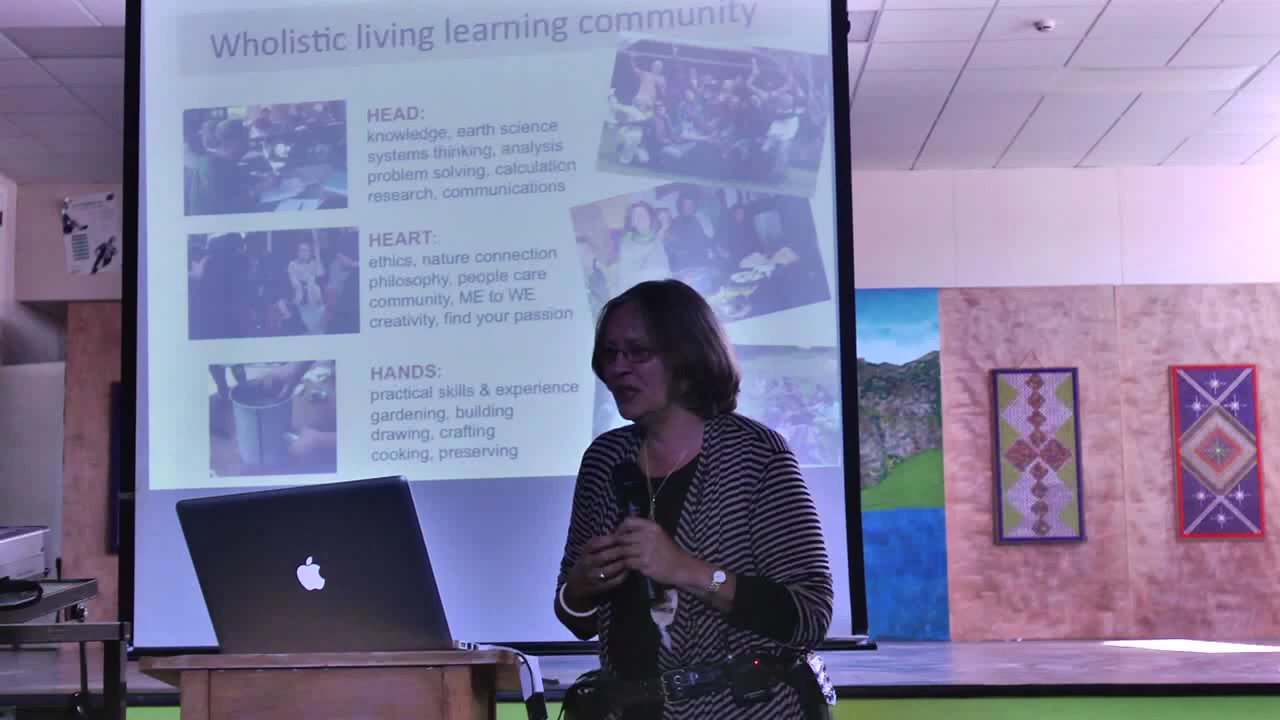 Wholistic living learning community
HEAD:
knowledge, earth science
systems thinking, analysis
problem solving, calculation
research, communications
HEART:
ethics, nature connection
philosophy, people care
community, ME to WE
creativity, find your passion
HANDS:
practical skills & experience
gardening, building
drawing, crafting
cooking, preserving